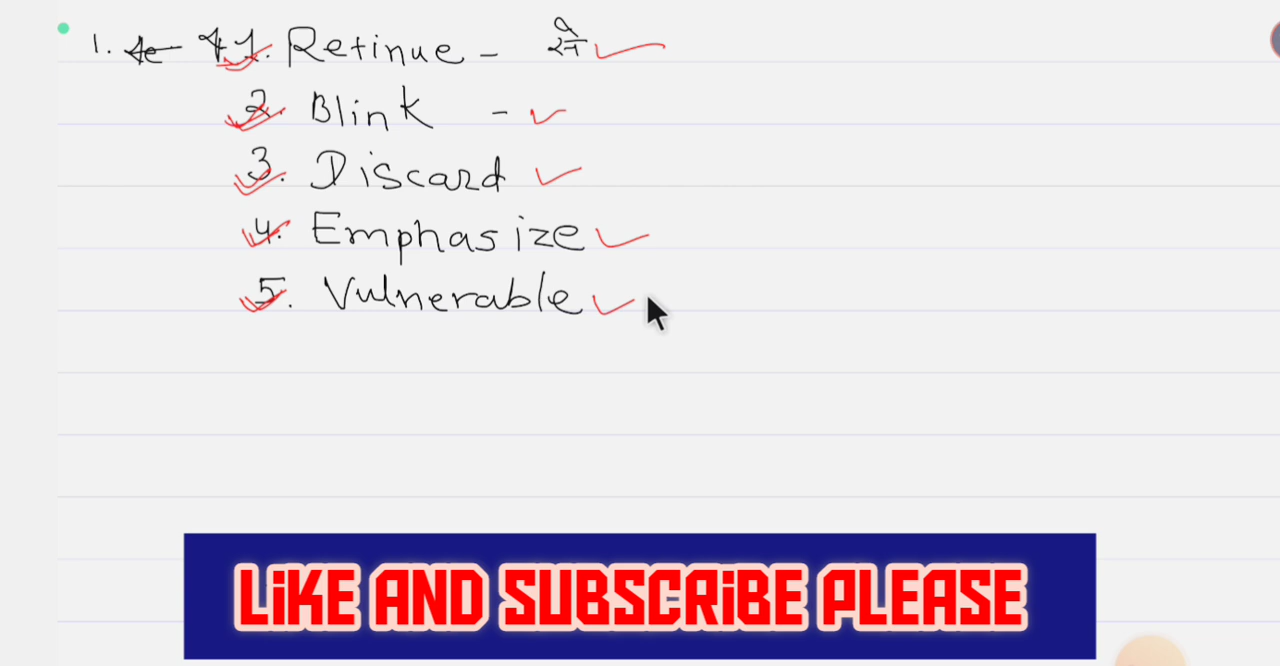 1. 1. Retinue -
2. Blink -
3. Discard
4. Emphasize
5. Vulnerable
LIKE AND SUBSCRIBE PLEASE